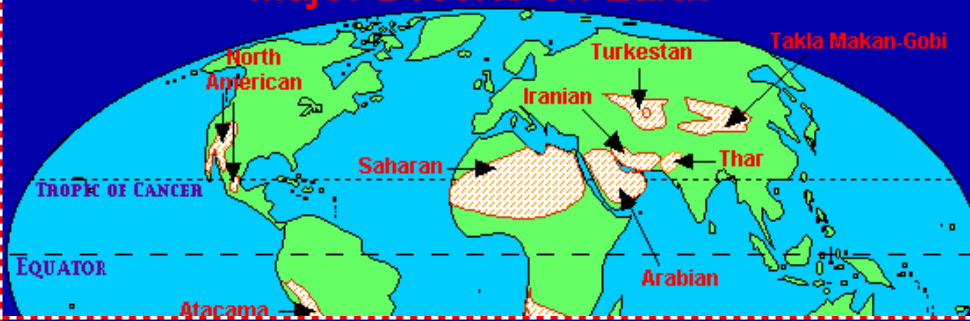 North
American
Turkestan
Takla Makan-Gobi
Iranian
Saharan
Thar
TROPIC OF CANCER
EQUATOR
Arabian
Atacama